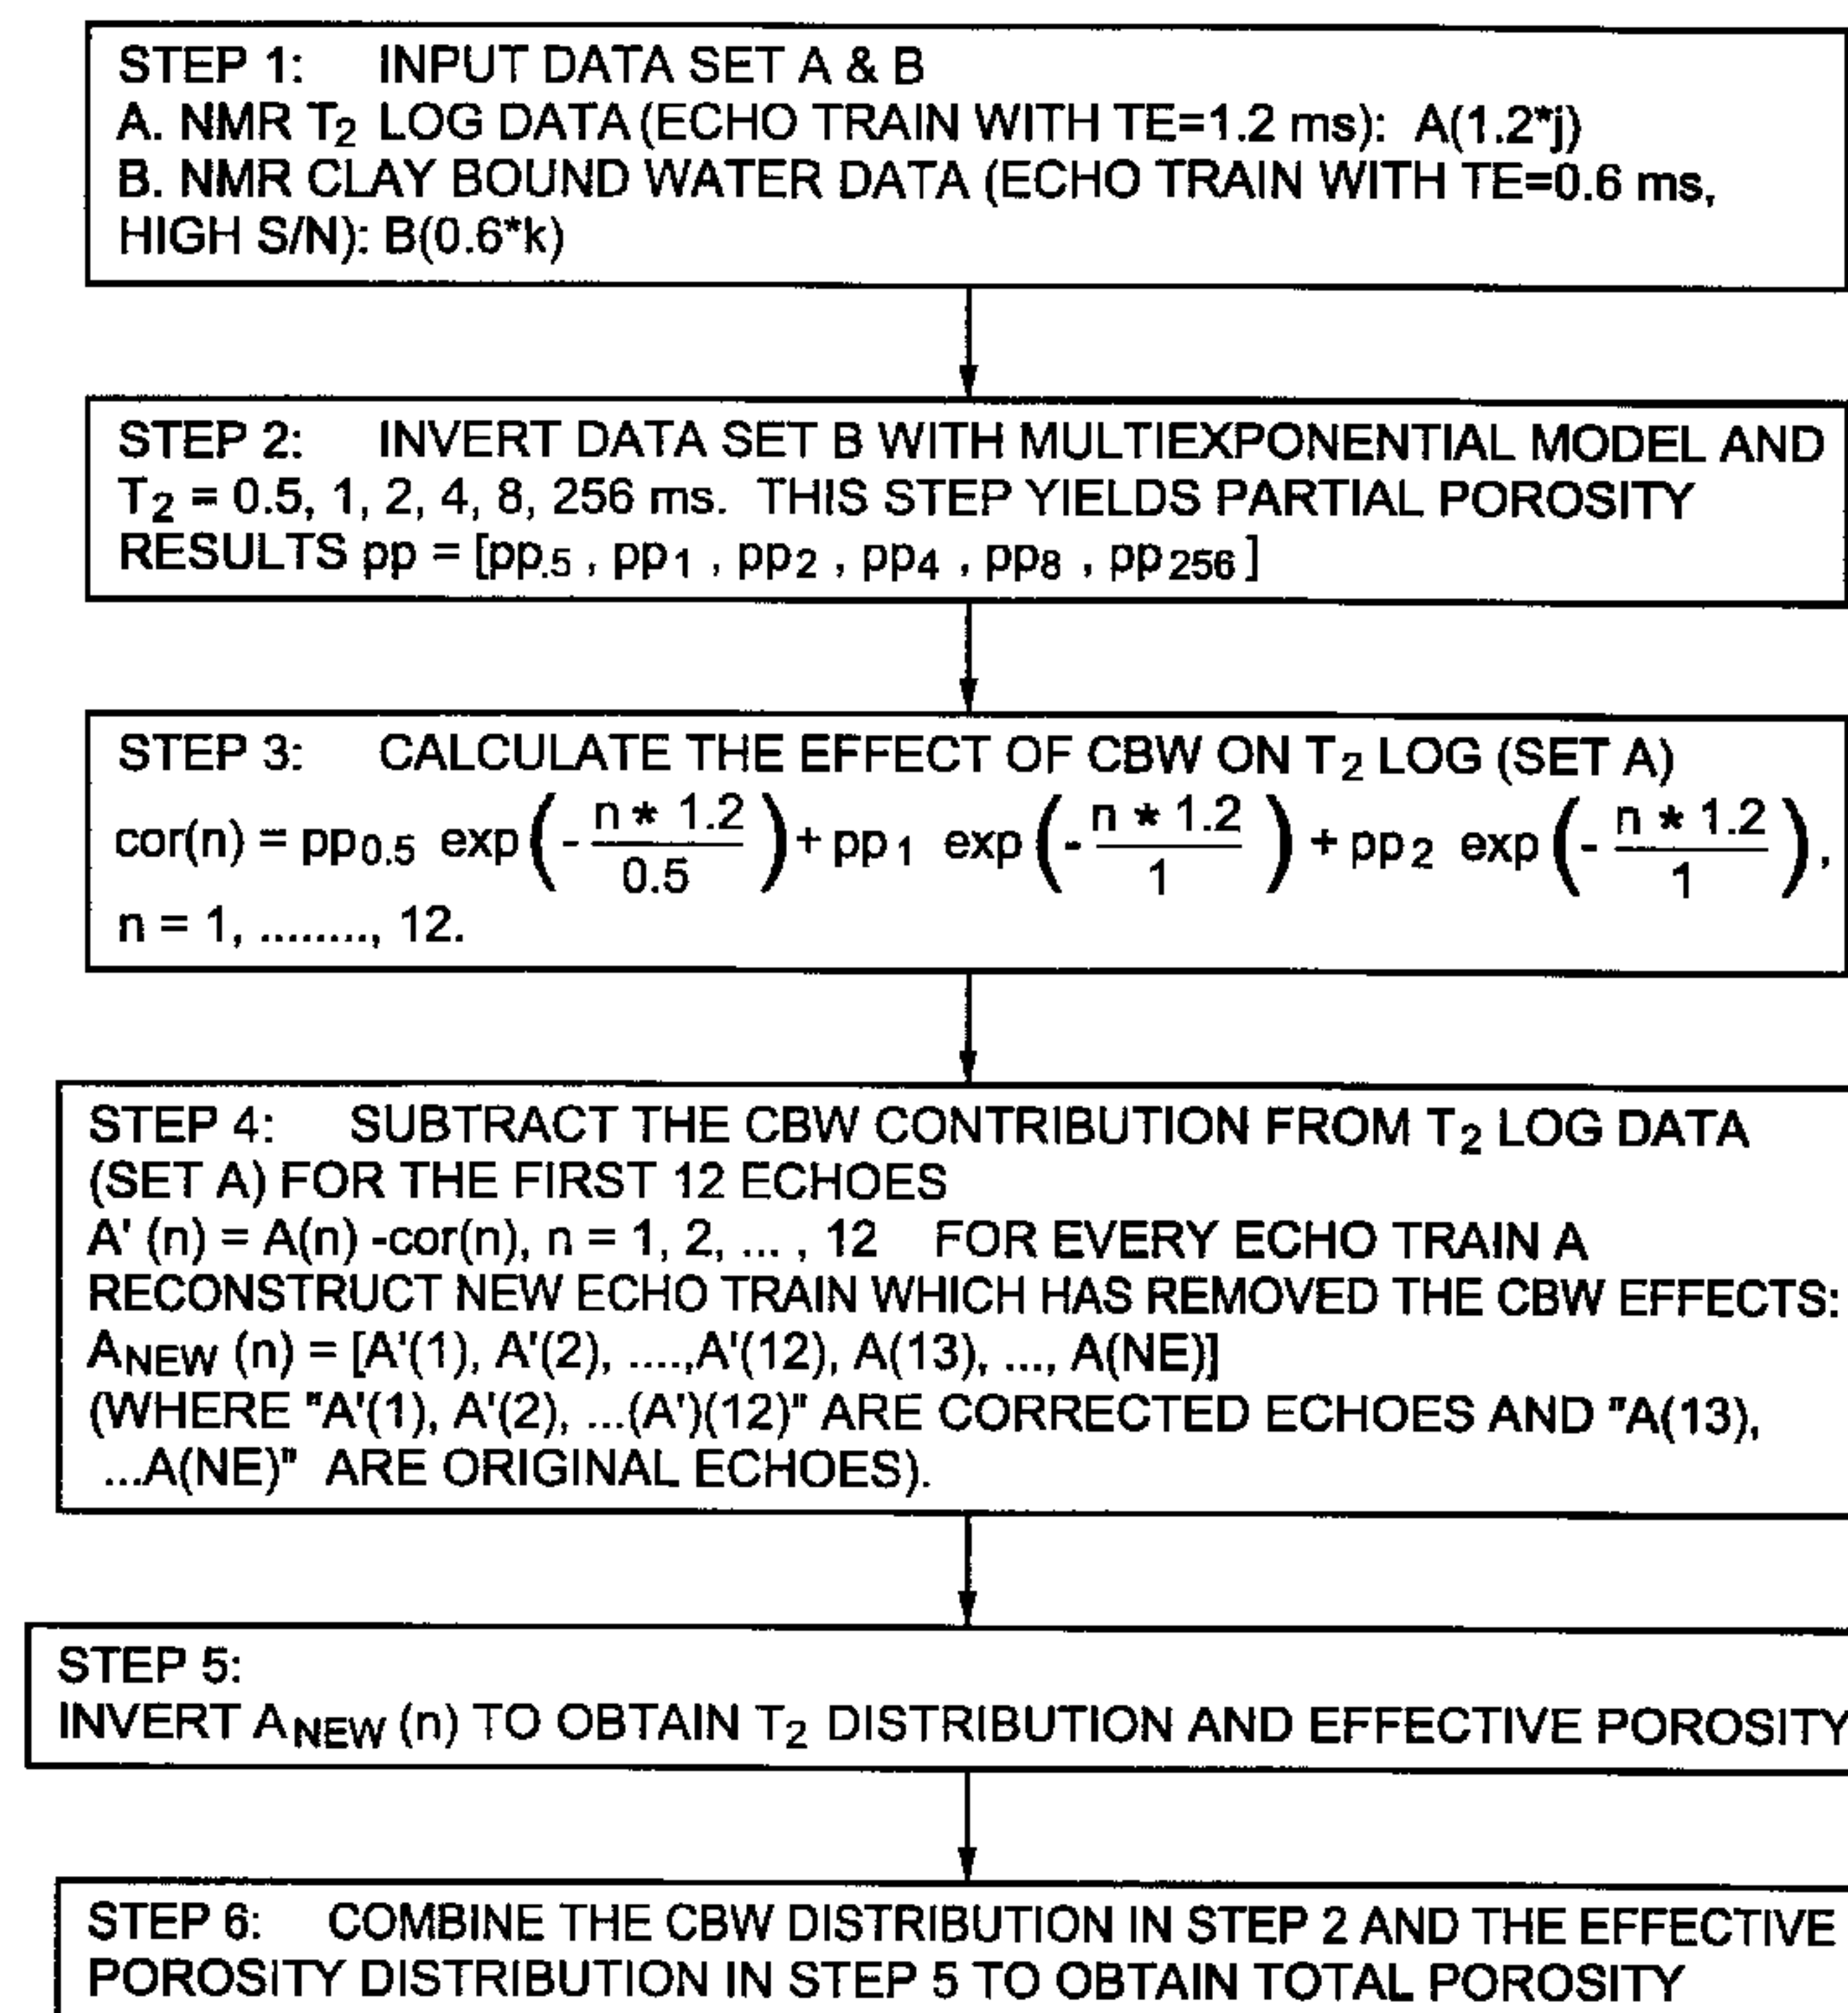 STEP 1: INPUT DATA SET A & B
A. NMR T₂ LOG DATA (ECHO TRAIN WITH TE=1.2 ms): A(1.2*j)
B. NMR CLAY BOUND WATER DATA (ECHO TRAIN WITH TE=0.6 ms,
HIGH S/N): B(0.6*k)
STEP 2: INVERT DATA SET B WITH MULTIEXPONENTIAL MODEL AND
T₂ = 0.5, 1, 2, 4, 8, 256 ms. THIS STEP YIELDS PARTIAL POROSITY
RESULTS pp = [pp.₅ , pp₁ , pp₂ , pp₄ , pp₈ , pp₂₅₆ ]
STEP 3: CALCULATE THE EFFECT OF CBW ON T₂ LOG (SET A)
cor(n) = pp₀.₅ exp(- n * 1.2 / 0.5) + pp₁ exp(- n * 1.2 / 1) + pp₂ exp(- n * 1.2 / 1),
n = 1, ........, 12.
STEP 4: SUBTRACT THE CBW CONTRIBUTION FROM T₂ LOG DATA
(SET A) FOR THE FIRST 12 ECHOES
A' (n) = A(n) -cor(n), n = 1, 2, ... , 12 FOR EVERY ECHO TRAIN A
RECONSTRUCT NEW ECHO TRAIN WHICH HAS REMOVED THE CBW EFFECTS:
A_NEW (n) = [A'(1), A'(2), ....,A'(12), A(13), ..., A(NE)]
(WHERE "A'(1), A'(2), ...(A')(12)" ARE CORRECTED ECHOES AND "A(13),
...A(NE)" ARE ORIGINAL ECHOES).
STEP 5:
INVERT A_NEW (n) TO OBTAIN T₂ DISTRIBUTION AND EFFECTIVE POROSITY
STEP 6: COMBINE THE CBW DISTRIBUTION IN STEP 2 AND THE EFFECTIVE
POROSITY DISTRIBUTION IN STEP 5 TO OBTAIN TOTAL POROSITY